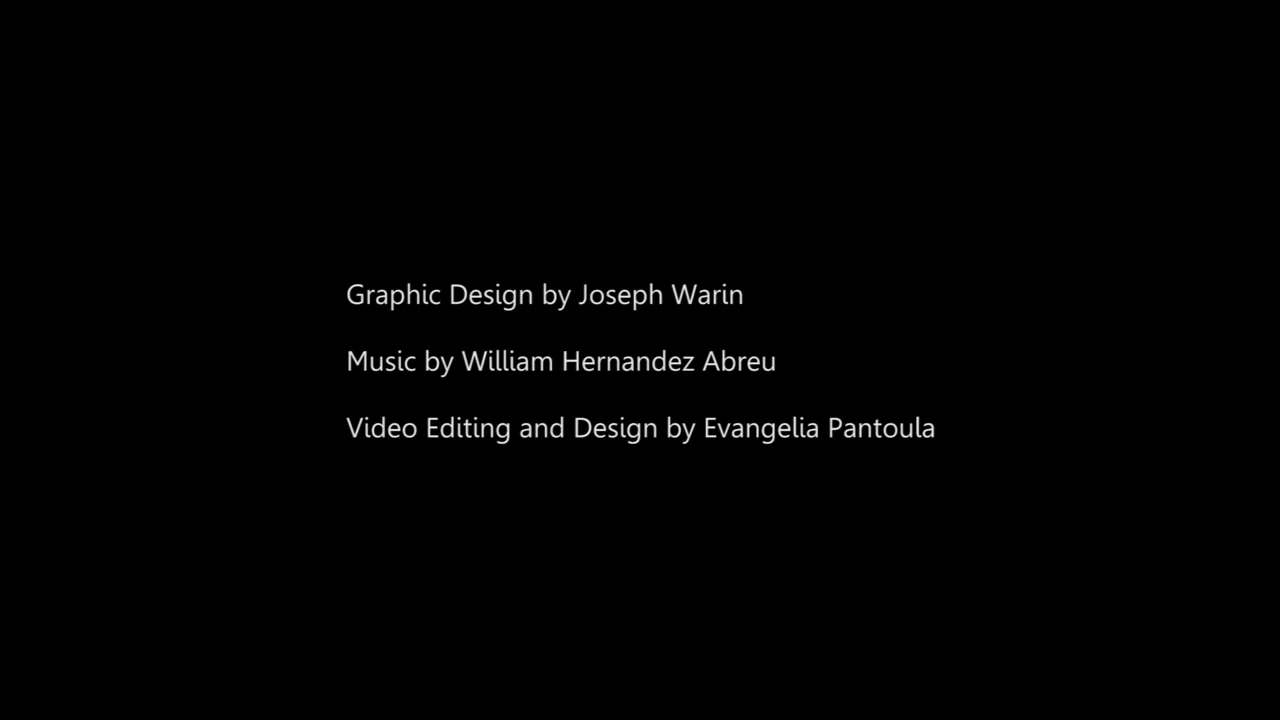 Graphic Design by Joseph Warin
Music by William Hernandez Abreu
Video Editing and Design by Evangelia Pantoula